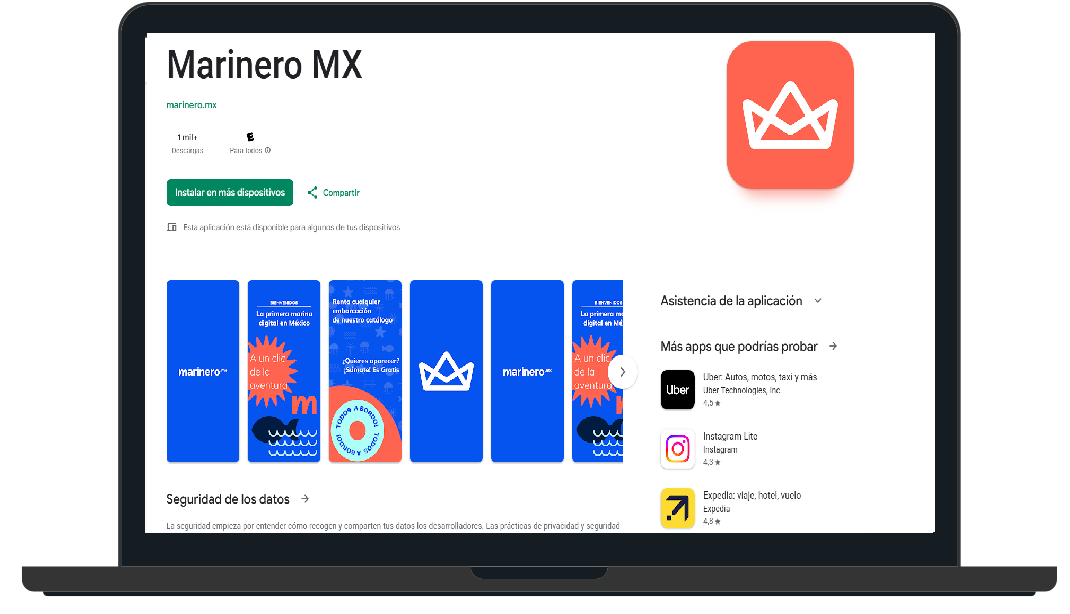 Marinero MX
marinero.mx
1 mil+
Descargas
E
Para todos
Instalar en más dispositivos
Compartir
Esta aplicación está disponible para algunos de tus dispositivos
marinero
BIENVENIDOS
La primera marina
digital en México
A un clic
de la
aventura
m
Renta cualquier
embarcación
de nuestro catálogo
¿Quieres aparecer?
¡Súmate! Es Gratis
TODOS A BORDO!
TODOS A BORDO!
marinero.mx
BIENVENIDOS
La primera m
digital en Mé
A un clic
de la
aventura
Asistencia de la aplicación
Más apps que podrías probar
Uber
Uber: Autos, motos, taxi y más
Uber Technologies, Inc.
4,5★
Instagram Lite
Instagram
4,3★
Expedia: viaje, hotel, vuelo
Expedia
4,8★
Seguridad de los datos
La seguridad empieza por entender cómo recogen y comparten tus datos los desarrolladores. Las prácticas de privacidad y seguridad